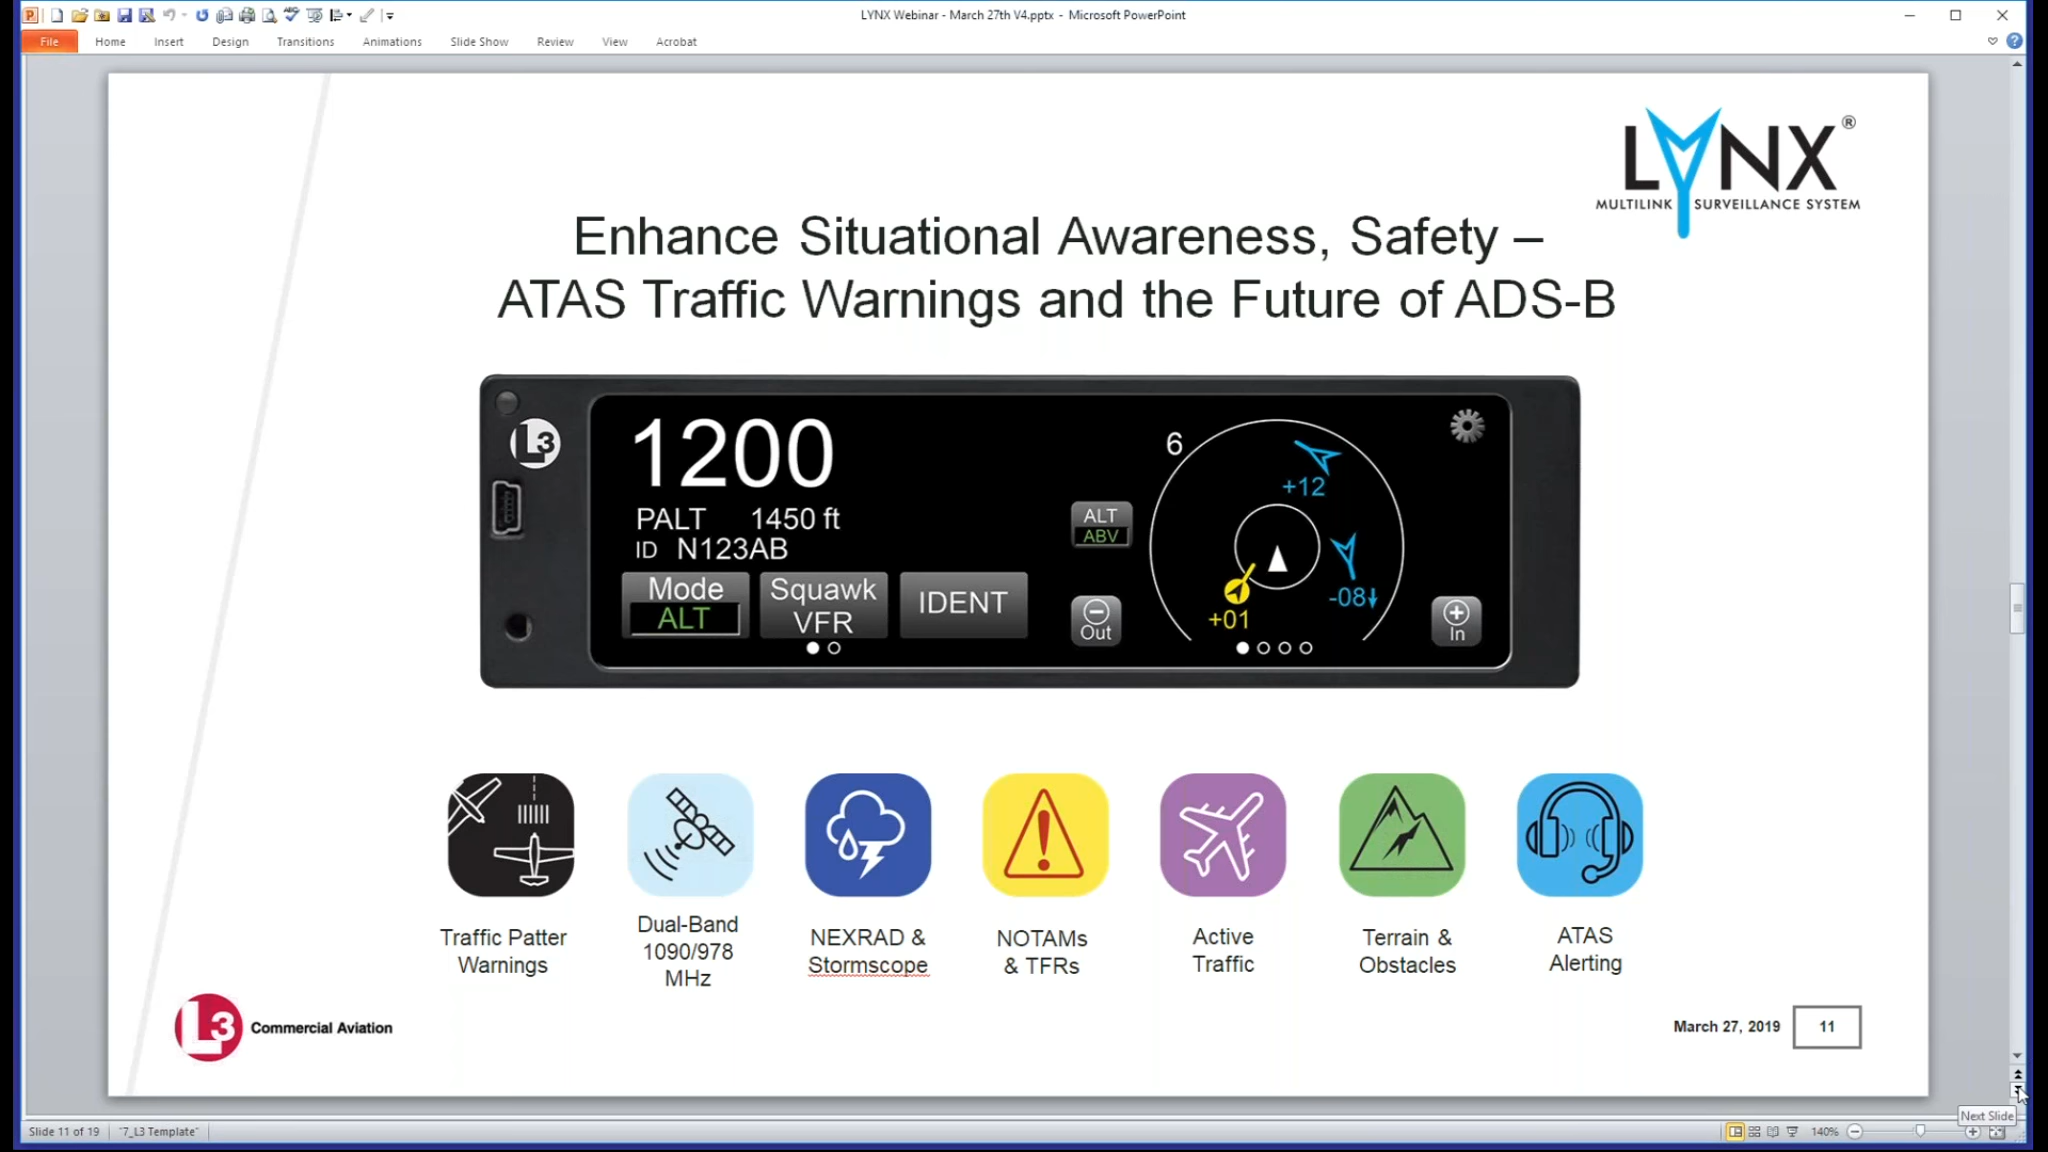 LYNX Webinar - March 27th V4.pptx - Microsoft PowerPoint
File Home Insert Design Transitions Animations Slide Show Review View Acrobat
LYNX®
MULTILINK SURVEILLANCE SYSTEM
Enhance Situational Awareness, Safety –
ATAS Traffic Warnings and the Future of ADS-B
L3
1200
PALT 1450 ft
ID N123AB
Mode
ALT
Squawk
VFR
IDENT
ALT
ABV
Out
6
+12
-08
+01
In
Traffic Patter
Warnings
Dual-Band
1090/978
MHz
NEXRAD &
Stormscope
NOTAMs
& TFRs
Active
Traffic
Terrain &
Obstacles
ATAS
Alerting
L3 Commercial Aviation
March 27, 2019 11
Next Slide
Slide 11 of 19 "7_L3 Template" 140%